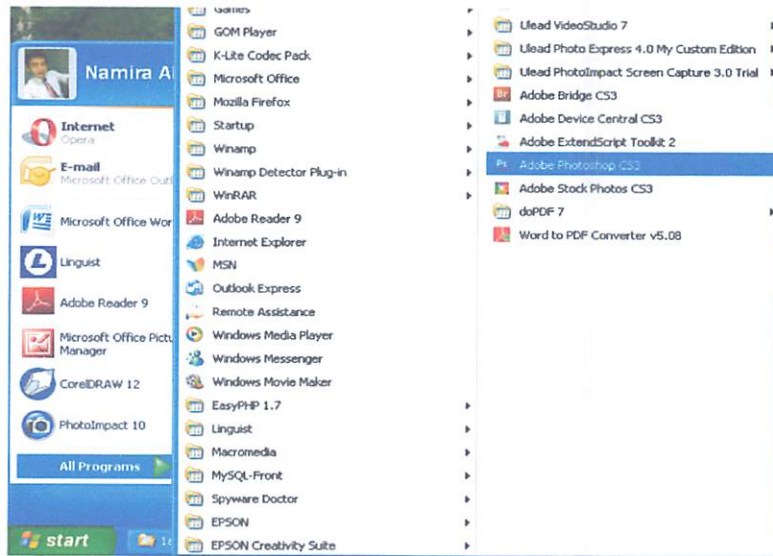 Namira
Internet
Opera
E-mail
Microsoft Office Outl
Microsoft Office Wor
Linguist
Adobe Reader 9
Microsoft Office Pictu
Manager
CorelDRAW 12
PhotoImpact 10
All Programs
start
Games
GOM Player
K-Lite Codec Pack
Microsoft Office
Mozilla Firefox
Startup
Winamp
Winamp Detector Plug-in
WinRAR
Adobe Reader 9
Internet Explorer
MSN
Outlook Express
Remote Assistance
Windows Media Player
Windows Messenger
Windows Movie Maker
EasyPHP 1.7
Linguist
Macromedia
MySQL-Front
Spyware Doctor
EPSON
EPSON Creativity Suite
Ulead VideoStudio 7
Ulead Photo Express 4.0 My Custom Edition
Ulead PhotoImpact Screen Capture 3.0 Trial
Br Adobe Bridge CS3
Adobe Device Central CS3
Adobe ExtendScript Toolkit 2
Ps Adobe Photoshop CS3
Adobe Stock Photos CS3
doPDF 7
Word to PDF Converter v5.08